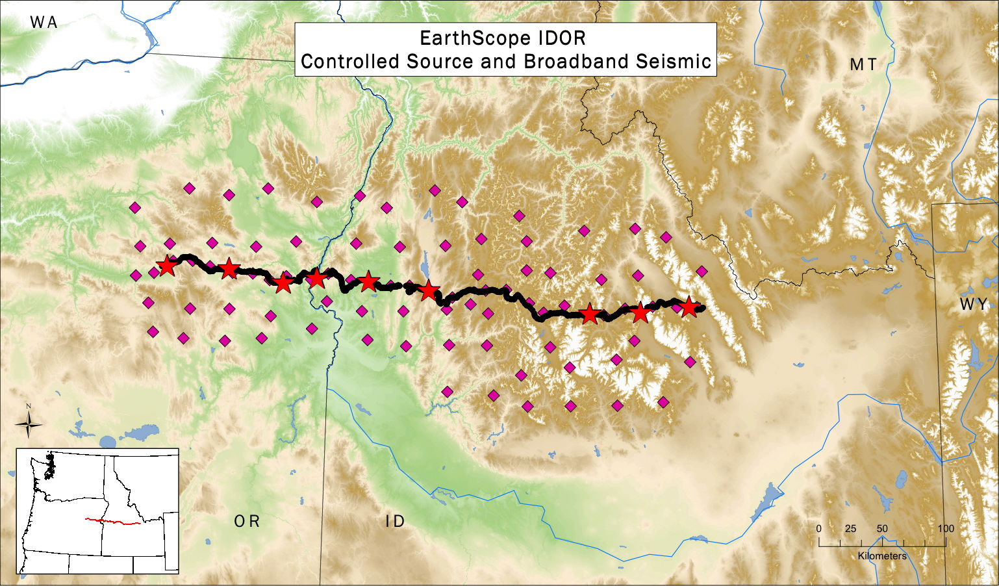 WA
EarthScope IDOR
Controlled Source and Broadband Seismic
MT
WY
N
OR
ID
0 25 50 100
Kilometers